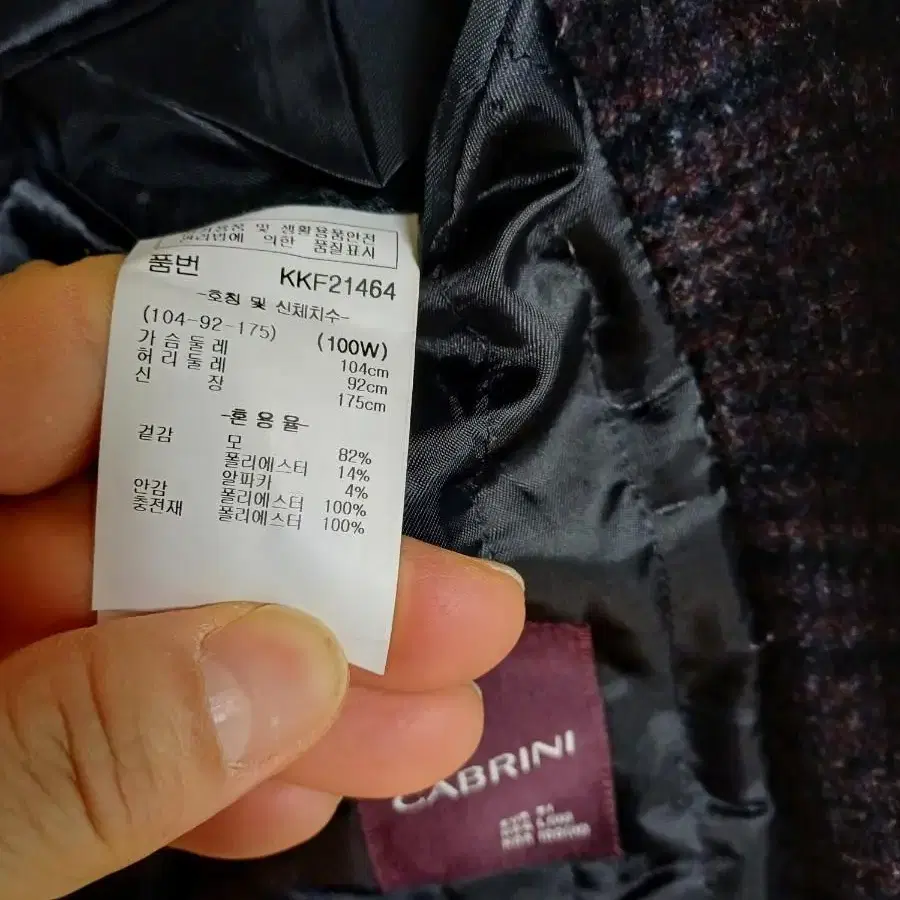 및 생활용품안전
의한 품질표시
품번 KKF21464
-호칭 및 신체치수-
(104-92-175) (100W)
가슴둘레 104cm
허리둘레 92cm
신 장 175cm
-혼용율-
겉감 모 82%
폴리에스터 14%
알파카 4%
안감 폴리에스터 100%
충전재 폴리에스터 100%
CABRINI